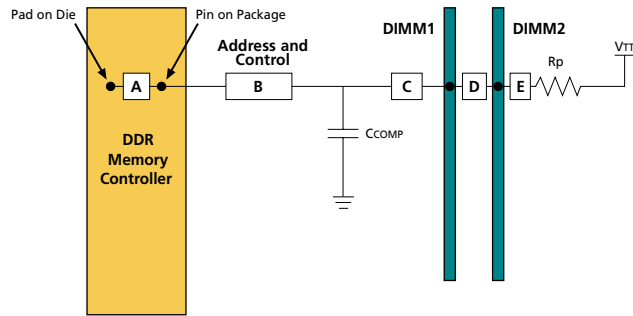 Pad on Die
Pin on Package
Address and
Control
DIMM1
DIMM2
VTT
Rp
A
B
C
D
E
CCOMP
DDR
Memory
Controller